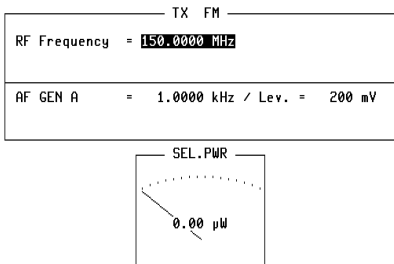 TX FM
RF Frequency = 150.0000 MHz
AF GEN A = 1.0000 kHz / Lev. = 200 mV
SEL.PWR
0.00 µW